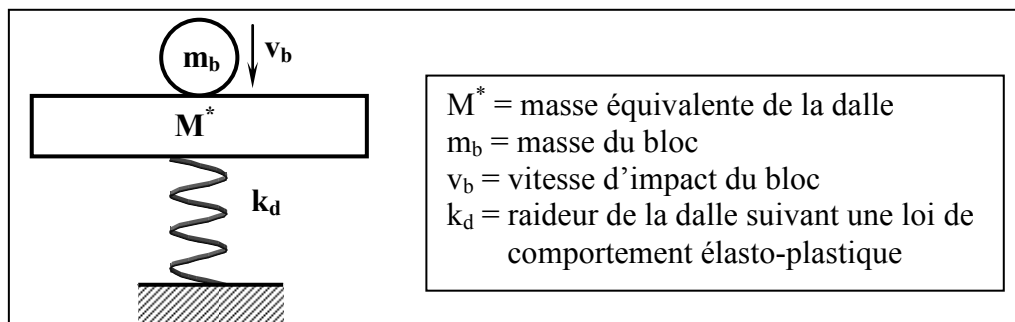 m_b
v_b
M*
k_d
M* = masse équivalente de la dalle
m_b = masse du bloc
v_b = vitesse d'impact du bloc
k_d = raideur de la dalle suivant une loi de
comportement élasto-plastique